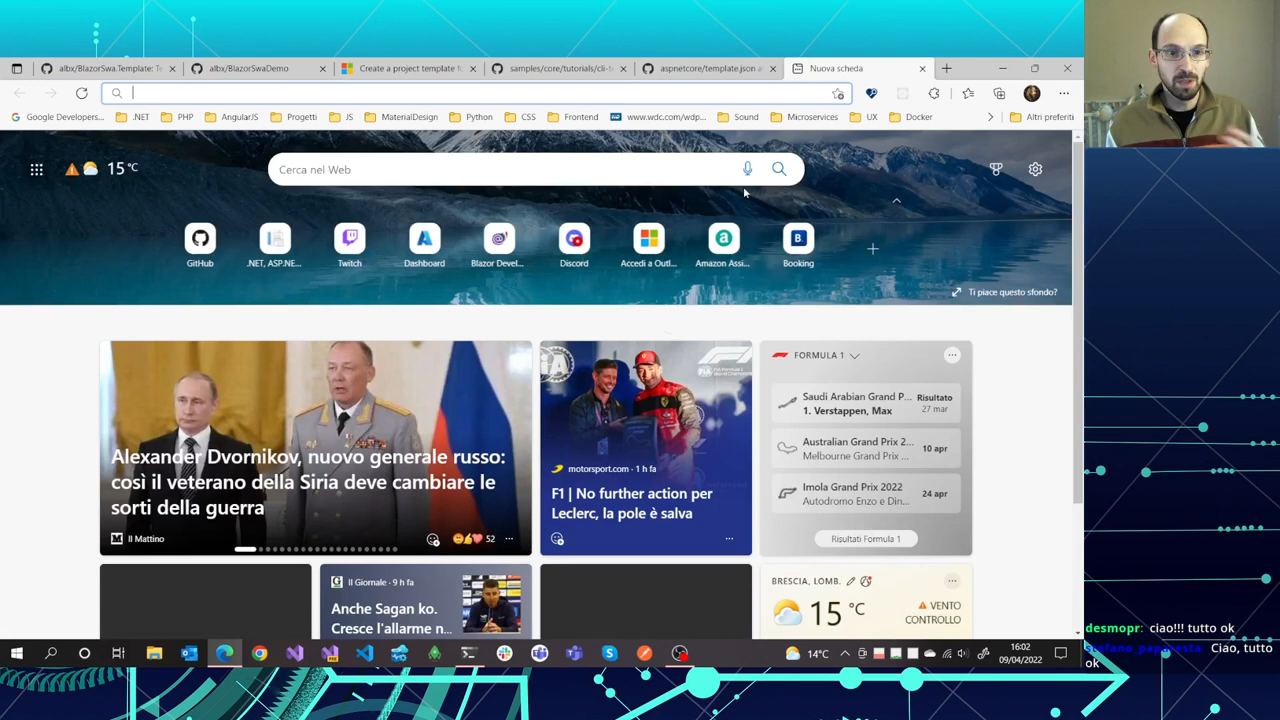 albx/BlazorSwa.Template: Te
albx/BlazorSwaDemo
Create a project template fo
samples/core/tutorials/cli-t
aspnetcore/template.json a
Nuova scheda
Google Developers...
.NET
PHP
AngularJS
Progetti
JS
MaterialDesign
Python
CSS
Frontend
www.wdc.com/wdp...
Sound
Microservices
UX
Docker
Altri preferiti
15 °C
Cerca nel Web
GitHub
.NET, ASP.NE...
Twitch
Dashboard
Blazor Devel...
Discord
Accedi a Outl...
Amazon Assi...
Booking
Ti piace questo sfondo?
Alexander Dvornikov, nuovo generale russo:
così il veterano della Siria deve cambiare le
sorti della guerra
Il Mattino
52
motorsport.com · 1 h fa
F1 | No further action per
Leclerc, la pole è salva
FORMULA 1
Saudi Arabian Grand P...
Risultato
1. Verstappen, Max
27 mar
Australian Grand Prix 2...
Melbourne Grand Prix ...
10 apr
Imola Grand Prix 2022
Autodromo Enzo e Din...
24 apr
Risultati Formula 1
Il Giornale · 9 h fa
Anche Sagan ko.
Cresce l'allarme n...
BRESCIA, LOMB.
15 °C
VENTO
CONTROLLO
14°C
16:02
09/04/2022
desmopr: ciao!!! tutto ok
Ciao, tutto
ok